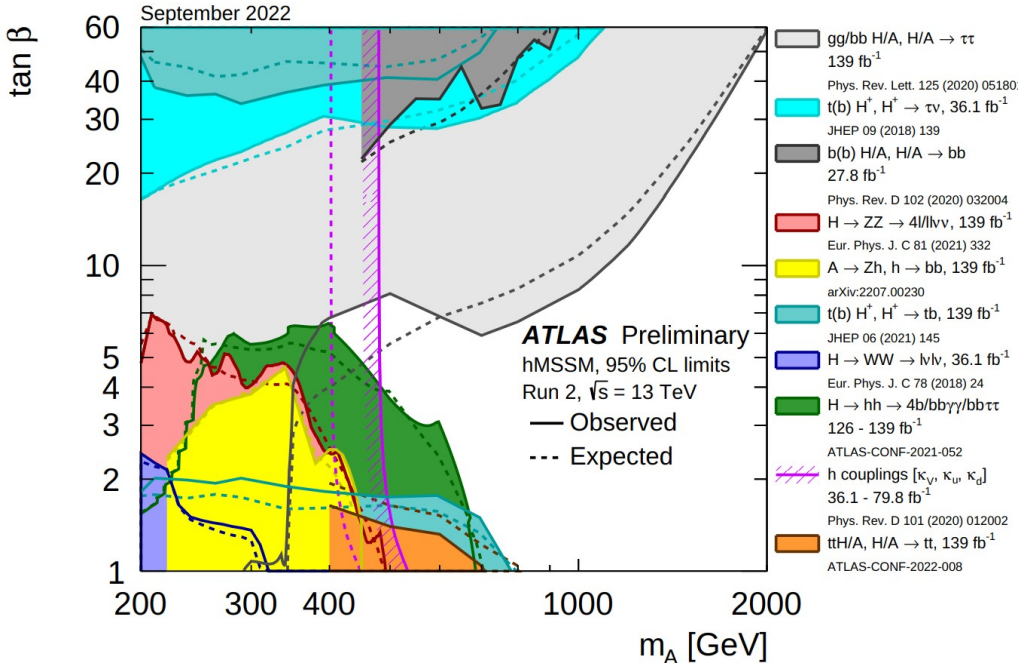 September 2022
tan β
60
40
30
20
10
5
4
3
2
1
200
300
400
1000
2000
m_A [GeV]
ATLAS Preliminary
hMSSM, 95% CL limits
Run 2, √s = 13 TeV
Observed
Expected
gg/bb H/A, H/A → ττ
139 fb⁻¹
Phys. Rev. Lett. 125 (2020) 051801
t(b) H⁺, H⁺ → τν, 36.1 fb⁻¹
JHEP 09 (2018) 139
b(b) H/A, H/A → bb
27.8 fb⁻¹
Phys. Rev. D 102 (2020) 032004
H → ZZ → 4l/llνν, 139 fb⁻¹
Eur. Phys. J. C 81 (2021) 332
A → Zh, h → bb, 139 fb⁻¹
arXiv:2207.00230
t(b) H⁺, H⁺ → tb, 139 fb⁻¹
JHEP 06 (2021) 145
H → WW → lνlν, 36.1 fb⁻¹
Eur. Phys. J. C 78 (2018) 24
H → hh → 4b/bbγγ/bbττ
126 - 139 fb⁻¹
ATLAS-CONF-2021-052
h couplings [κ_V, κ_u, κ_d]
36.1 - 79.8 fb⁻¹
Phys. Rev. D 101 (2020) 012002
ttH/A, H/A → tt, 139 fb⁻¹
ATLAS-CONF-2022-008